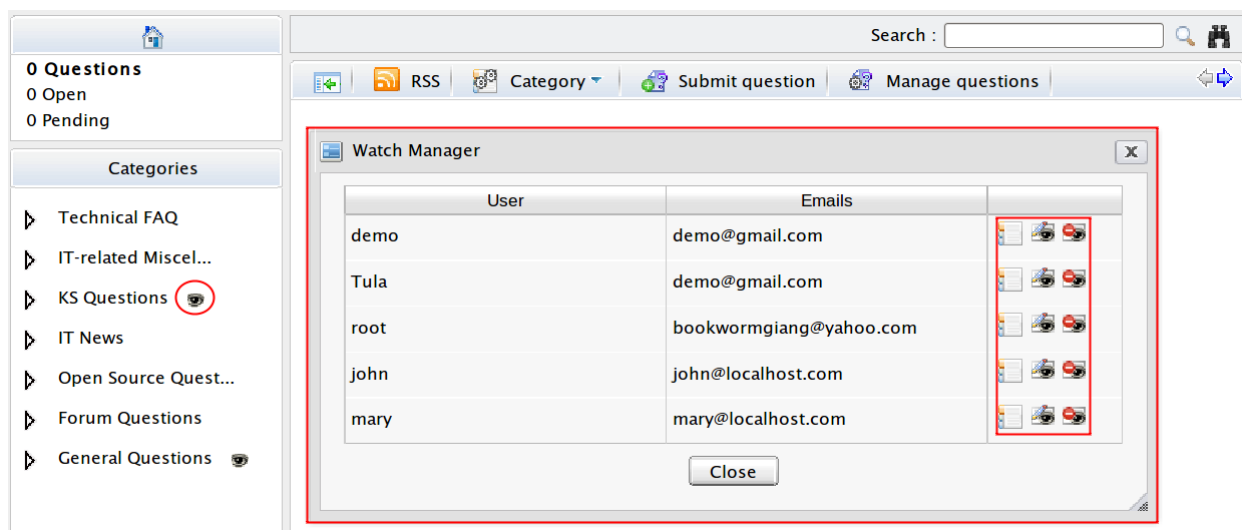 0 Questions
0 Open
0 Pending
Categories
Technical FAQ
IT-related Miscel...
KS Questions
IT News
Open Source Quest...
Forum Questions
General Questions
Search :
RSS Category Submit question Manage questions
Watch Manager
User Emails
demo demo@gmail.com
Tula demo@gmail.com
root bookwormgiang@yahoo.com
john john@localhost.com
mary mary@localhost.com
Close